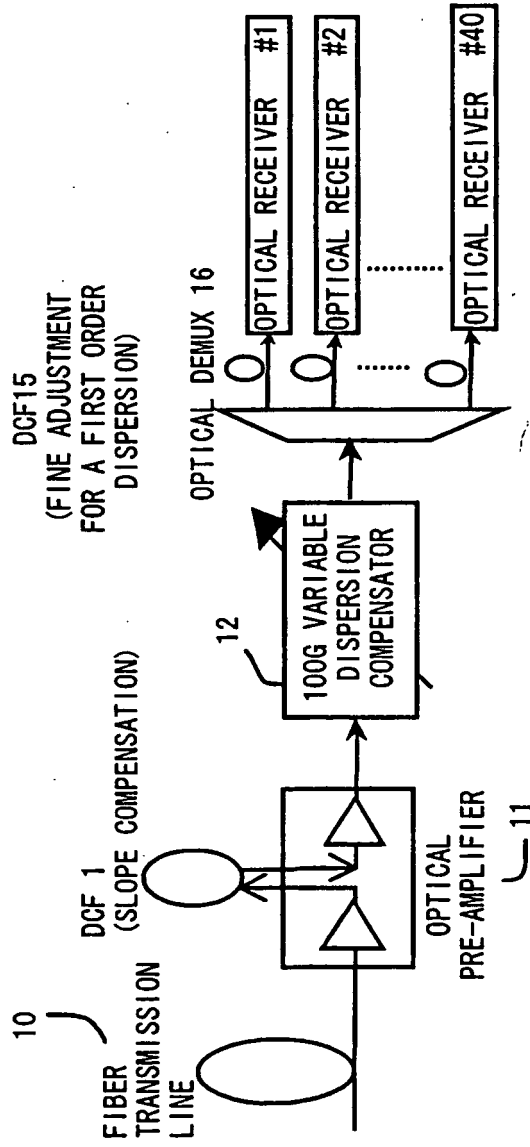 10
FIBER
TRANSMISSION
LINE
DCF 1
(SLOPE COMPENSATION)
OPTICAL
PRE-AMPLIFIER
11
12
100G VARIABLE
DISPERSION
COMPENSATOR
DCF15
(FINE ADJUSTMENT
FOR A FIRST ORDER
DISPERSION)
OPTICAL DEMUX 16
OPTICAL RECEIVER #1
OPTICAL RECEIVER #2
OPTICAL RECEIVER #40